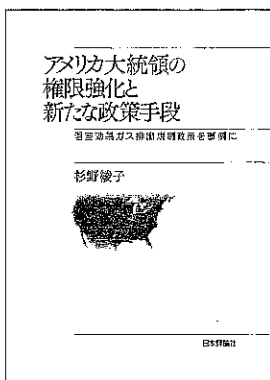 アメリカ大統領の
権限強化と
新たな政策手段
温室効果ガス排出規制政策を事例に
杉野綾子
日本評論社